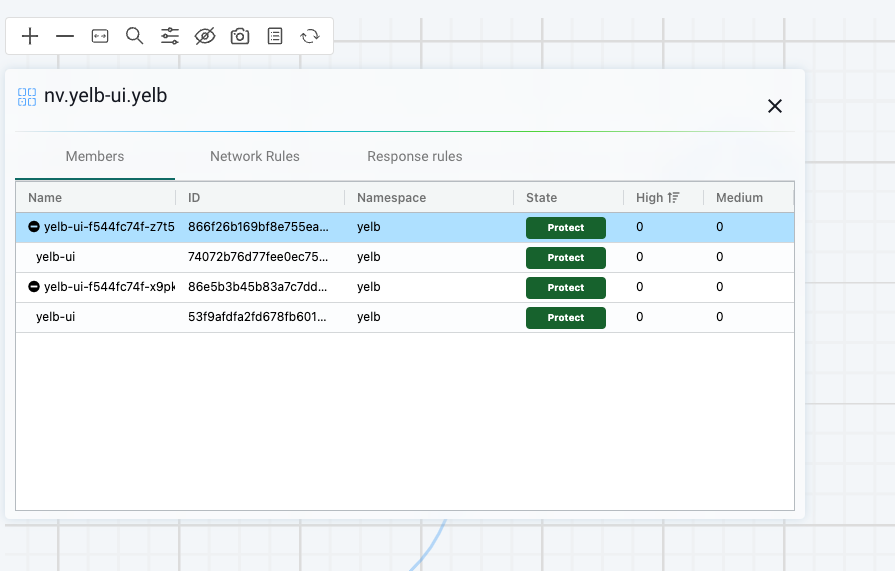 nv.yelb-ui.yelb
Members Network Rules Response rules
Name ID Namespace State High Medium
yelb-ui-f544fc74f-z7t5 866f26b169bf8e755ea... yelb Protect 0 0
yelb-ui 74072b76d77fee0ec75... yelb Protect 0 0
yelb-ui-f544fc74f-x9pk 86e5b3b45b83a7c7dd... yelb Protect 0 0
yelb-ui 53f9afdfa2fd678fb601... yelb Protect 0 0